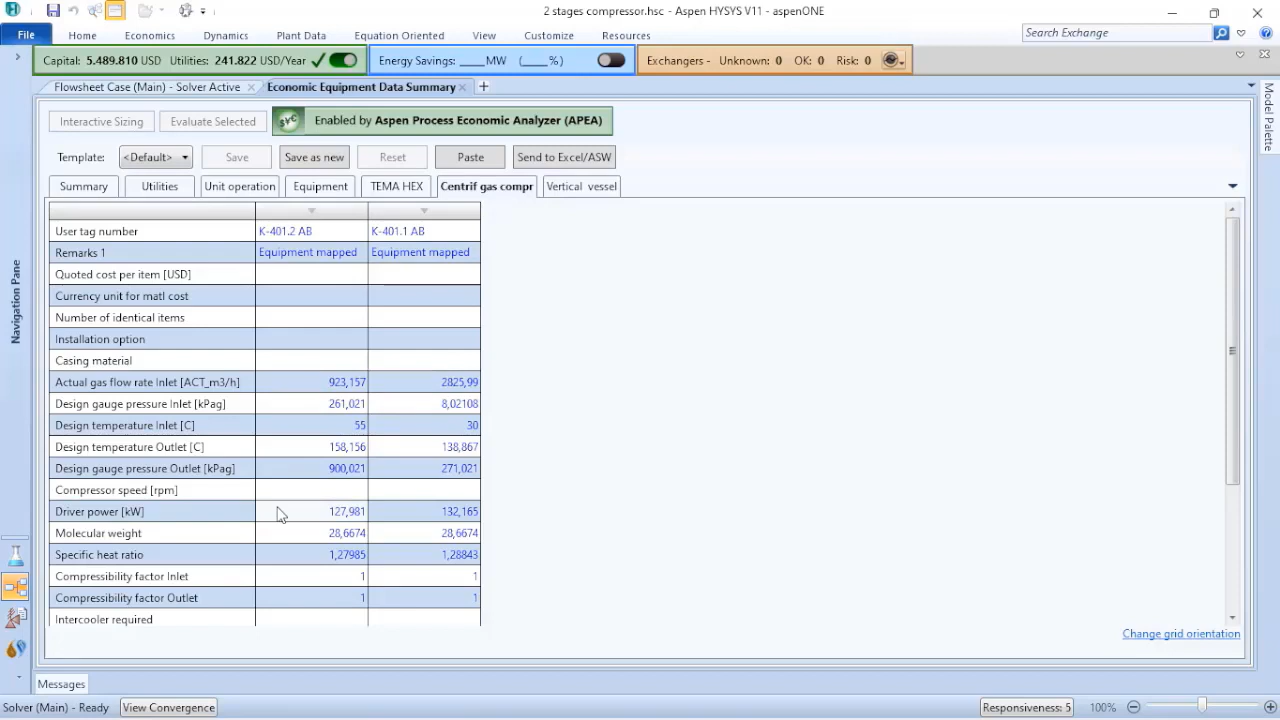 2 stages compressor.hsc - Aspen HYSYS V11 - aspenONE
File Home Economics Dynamics Plant Data Equation Oriented View Customize Resources Search Exchange
Capital: 5.489.810 USD Utilities: 241.822 USD/Year Energy Savings: ____ MW (____%) Exchangers - Unknown: 0 OK: 0 Risk: 0
Flowsheet Case (Main) - Solver Active Economic Equipment Data Summary
Interactive Sizing Evaluate Selected Enabled by Aspen Process Economic Analyzer (APEA)
Template: <Default> Save Save as new Reset Paste Send to Excel/ASW
Summary Utilities Unit operation Equipment TEMA HEX Centrif gas compr Vertical vessel
User tag number K-401.2 AB K-401.1 AB
Remarks 1 Equipment mapped Equipment mapped
Quoted cost per item [USD]
Currency unit for matl cost
Number of identical items
Installation option
Casing material
Actual gas flow rate Inlet [ACT_m3/h] 923,157 2825,99
Design gauge pressure Inlet [kPag] 261,021 8,02108
Design temperature Inlet [C] 55 30
Design temperature Outlet [C] 158,156 138,867
Design gauge pressure Outlet [kPag] 900,021 271,021
Compressor speed [rpm]
Driver power [kW] 127,981 132,165
Molecular weight 28,6674 28,6674
Specific heat ratio 1,27985 1,28843
Compressibility factor Inlet 1 1
Compressibility factor Outlet 1 1
Intercooler required
Change grid orientation
Navigation Pane
Model Palette
Messages
Solver (Main) - Ready View Convergence Responsiveness: 5 100%